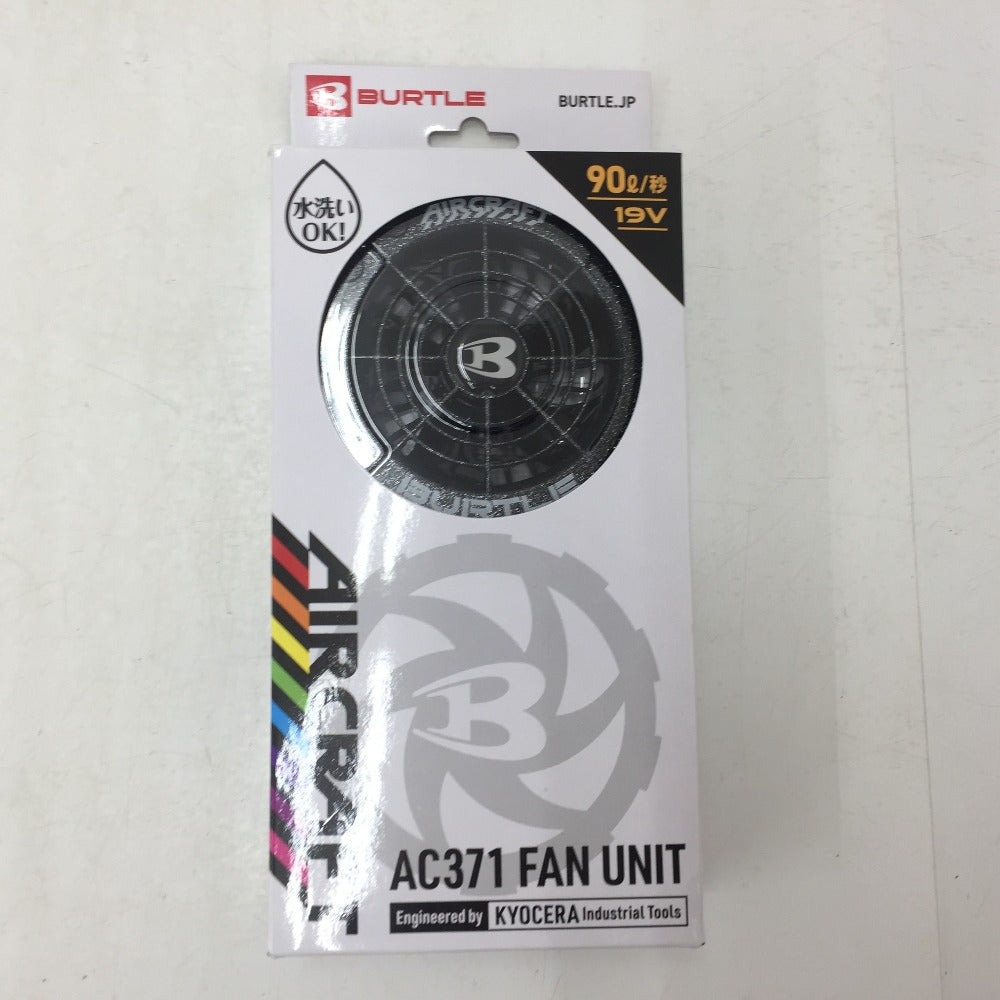 B BURTLE
BURTLE.JP
水洗い
OK!
90ℓ/秒
19V
AIRCRAFT
B
BURTLE
AIRCRAFT
B
AC371 FAN UNIT
Engineered by KYOCERA Industrial Tools